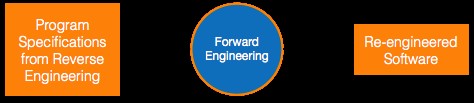 Program
Specifications
from Reverse
Engineering
Forward
Engineering
Re-engineered
Software